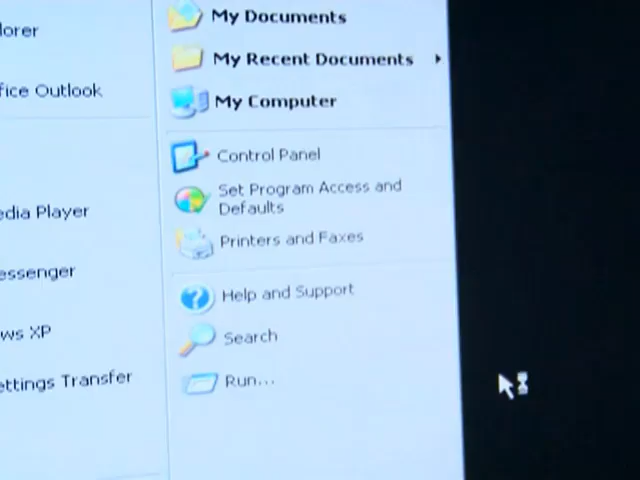 lorer
fice Outlook
edia Player
essenger
ws XP
ettings Transfer
My Documents
My Recent Documents
My Computer
Control Panel
Set Program Access and
Defaults
Printers and Faxes
Help and Support
Search
Run...